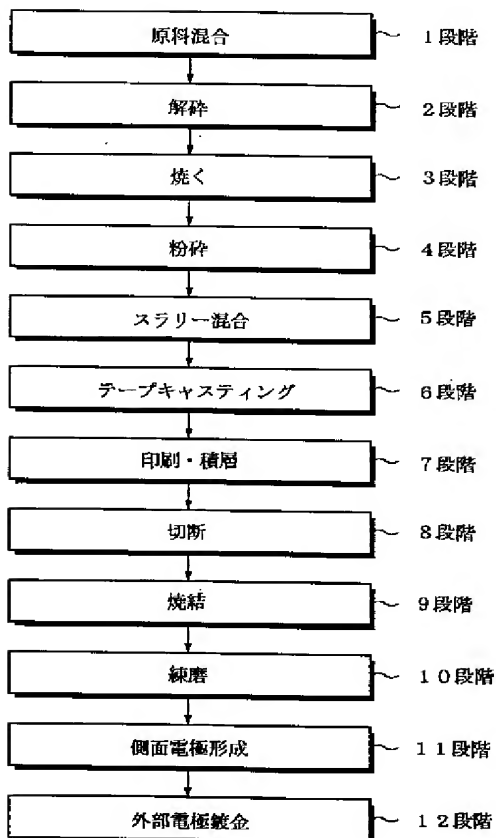 原料混合 1段階
解砕 2段階
焼く 3段階
粉砕 4段階
スラリー混合 5段階
テープキャスティング 6段階
印刷・積層 7段階
切断 8段階
焼結 9段階
練磨 10段階
側面電極形成 11段階
外部電極鍍金 12段階